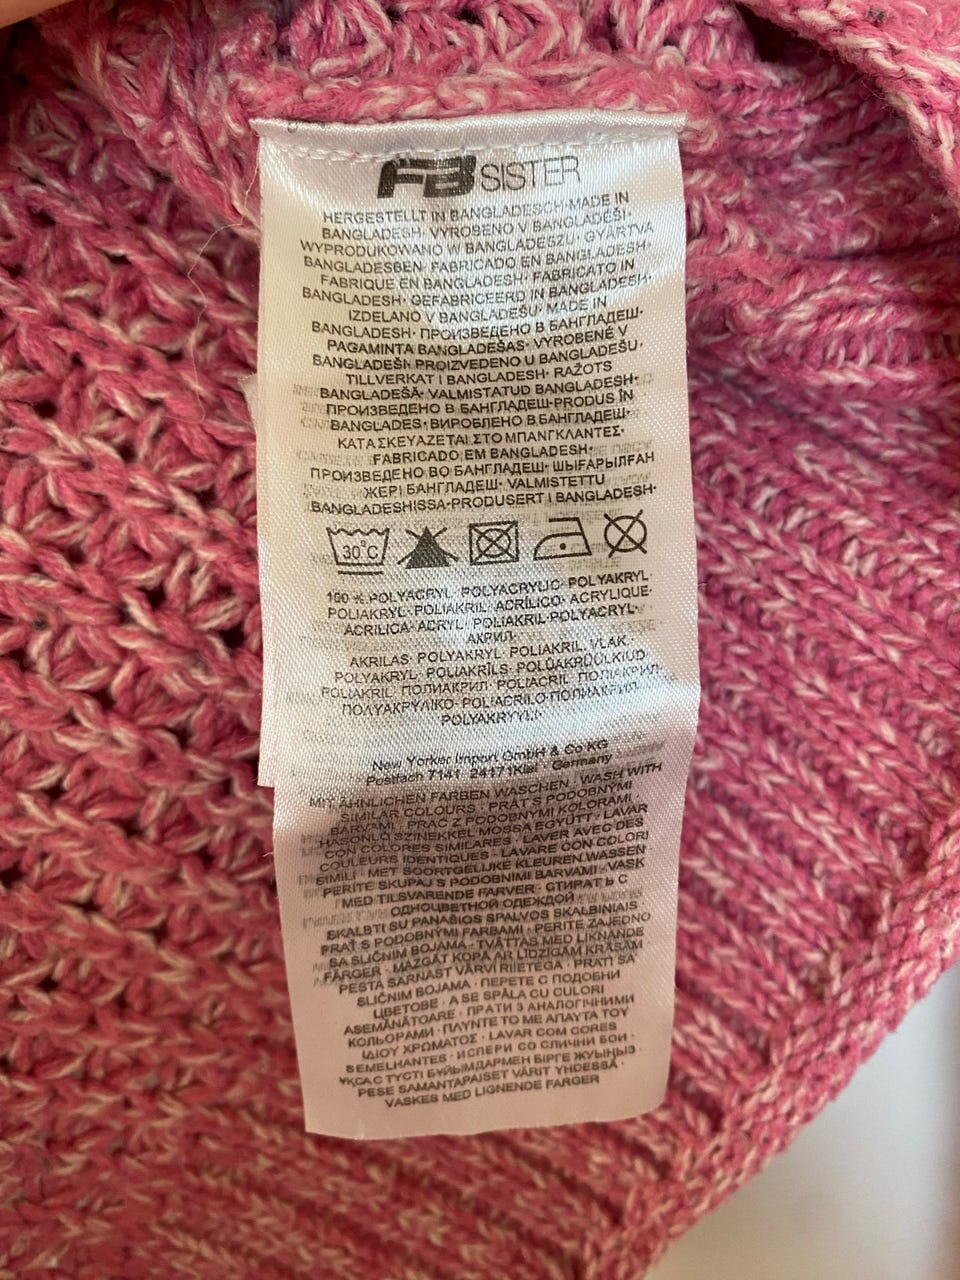 FB SISTER
HERGESTELLT IN BANGLADESCH·MADE IN
BANGLADESH· VYROBENO V BANGLADÉŠI·
WYPRODUKOWANO W BANGLADESZU· GYÁRTVA
BANGLADESBEN· FABRICADO EN BANGLADESH·
FABRIQUE EN BANGLADESH· FABRICATO IN
BANGLADESH· GEFABRICEERD IN BANGLADESH·
IZDELANO V BANGLADEŠU· MADE IN
BANGLADESH· ПРОИЗВЕДЕНО В БАНГЛАДЕШ·
PAGAMINTA BANGLADEŠAS· VYROBENÉ V
BANGLADÉŠI· PROIZVEDENO U BANGLADEŠU·
TILLVERKAT I BANGLADESH· RAŽOTS
BANGLADEŠĀ· VALMISTATUD BANGLADESH·
ПРОИЗВЕДЕНО В БАНГЛАДЕШ·PRODUS ÎN
BANGLADES· ВИРОБЛЕНО В БАНГЛАДЕШ·
ΚΑΤΑΣΚΕΥΑΖΕΤΑΙ ΣΤΟ ΜΠΑΝΓΚΛΑΝΤΕΣ·
FABRICADO EM BANGLADESH·
ПРОИЗВЕДЕНО ВО БАНГЛАДЕШ· ШЫҒАРЫЛҒАН
ЖЕРІ БАНГЛАДЕШ· VALMISTETTU
BANGLADESHISSA·PRODUSERT I BANGLADESH·
30°C
100 % POLYACRYL· POLYACRYLIC· POLYAKRYL·
POLIAKRYL· POLIAKRIL· ACRÍLICO· ACRYLIQUE·
ACRILICA· ACRYL· POLIAKRIL·POLYACRYL·
АКРИЛ·
AKRILAS· POLYAKRYL· POLIAKRIL VLAK·
POLYAKRYL· POLIAKRĪLS· POLÜAKRÜÜLKIUD·
POLIAKRIL· ПОЛИАКРИЛ· POLIACRIL· ПОЛІАКРИЛ·
ΠΟΛΥΑΚΡΥΛΙΚΟ· POLIACRILO·ПОЛИАКРИЛ·
POLYAKRYYLI·
New Yorker Import GmbH & Co KG
Postfach 7141· 24171Kiel · Germany
MIT ÄHNLICHEN FARBEN WASCHEN · WASH WITH
SIMILAR COLOURS · PRÁT S PODOBNÝMI
BARVAMI · PRAĆ Z PODOBNYMI KOLORAMI ·
HASONLÓ SZINEKKEL MOSSA EGYÜTT · LAVAR
CON COLORES SIMILARES · LAVER AVEC DES
COULEURS IDENTIQUES · LAVARE CON COLORI
SIMILI · MET SOORTGELIJKE KLEUREN WASSEN ·
PERITE SKUPAJ S PODOBNIMI BARVAMI · VASK
MED TILSVARENDE FARVER · СТИРАТЬ С
ОДНОЦВЕТНОЙ ОДЕЖДОЙ ·
SKALBTI SU PANAŠIOS SPALVOS SKALBINIAIS ·
PRAŤ S PODOBNÝMI FARBAMI · PERITE ZAJEDNO
SA SLIČNIM BOJAMA · TVÄTTAS MED LIKNANDE
FÄRGER · MAZGĀT KOPĀ AR LĪDZĪGĀM KRĀSĀM ·
PESTA SARNAST VÄRVI RIIETEGA · PRATI SA
SLIČNIM BOJAMA · ПЕРЕТЕ С ПОДОБНИ
ЦВЕТОВЕ · A SE SPĂLA CU CULORI
ASEMĂNĂTOARE · ПРАТИ З АНАЛОГІЧНИМИ
КОЛЬОРАМИ · ΠΛΥΝΤΕ ΤΟ ΜΕ ΑΠΑΥΤΑ ΤΟΥ
ΙΔΙΟΥ ΧΡΩΜΑΤΟΣ · LAVAR COM CORES
SEMELHANTES · ИСПЕРИ СО СЛИЧНИ БОИ ·
ҰҚСАС ТҮСТІ БҰЙЫМДАРМЕН БІРГЕ ЖУЫҢЫЗ ·
PESE SAMANTAPAISET VÄRIT YHDESSÄ ·
VASKES MED LIGNENDE FARGER